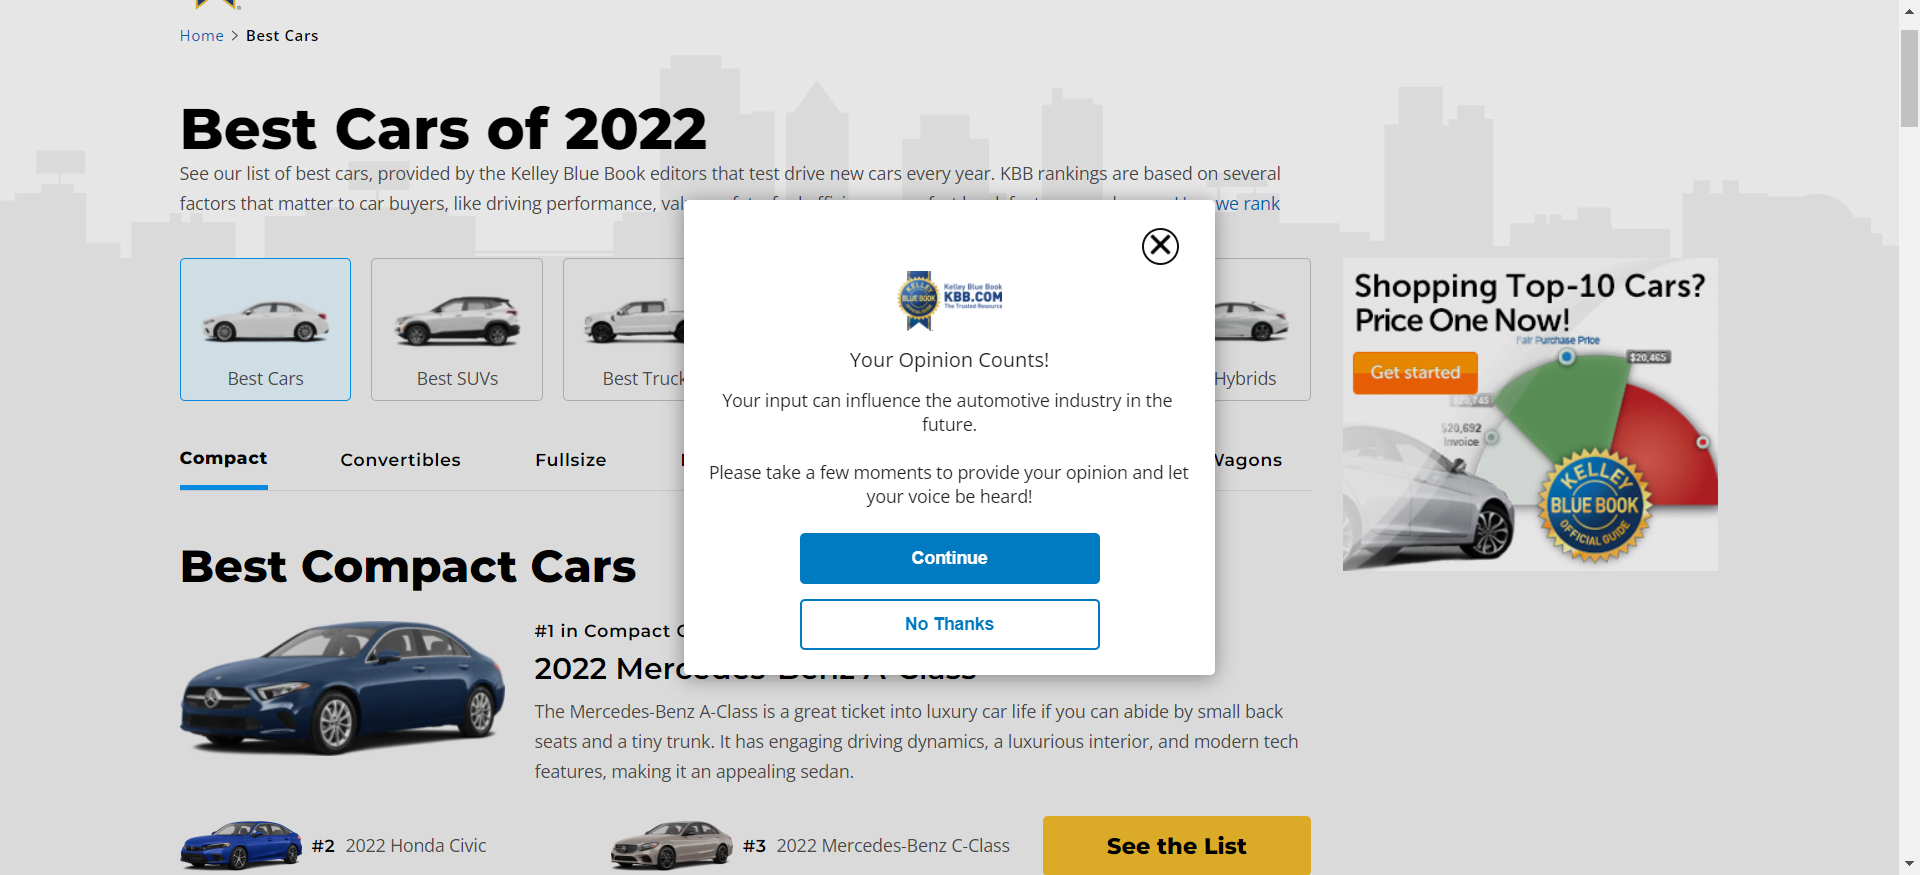 Home > Best Cars
Best Cars of 2022
See our list of best cars, provided by the Kelley Blue Book editors that test drive new cars every year. KBB rankings are based on several
factors that matter to car buyers, like driving performance,
we rank
Best Cars
Best SUVs
Best Truck
Hybrids
Compact
Convertibles
Fullsize
Wagons
KELLEY
BLUE BOOK
Kelley Blue Book
KBB.COM
The Trusted Resource
Your Opinion Counts!
Your input can influence the automotive industry in the
future.
Please take a few moments to provide your opinion and let
your voice be heard!
Continue
No Thanks
Shopping Top-10 Cars?
Price One Now!
Fair Purchase Price
$20,465
Get started
$20,745
$20,692
Invoice
KELLEY
BLUE BOOK
OFFICIAL GUIDE
Best Compact Cars
#1 in Compact C
2022 Mercedes-Benz A-Class
The Mercedes-Benz A-Class is a great ticket into luxury car life if you can abide by small back
seats and a tiny trunk. It has engaging driving dynamics, a luxurious interior, and modern tech
features, making it an appealing sedan.
#2 2022 Honda Civic
#3 2022 Mercedes-Benz C-Class
See the List